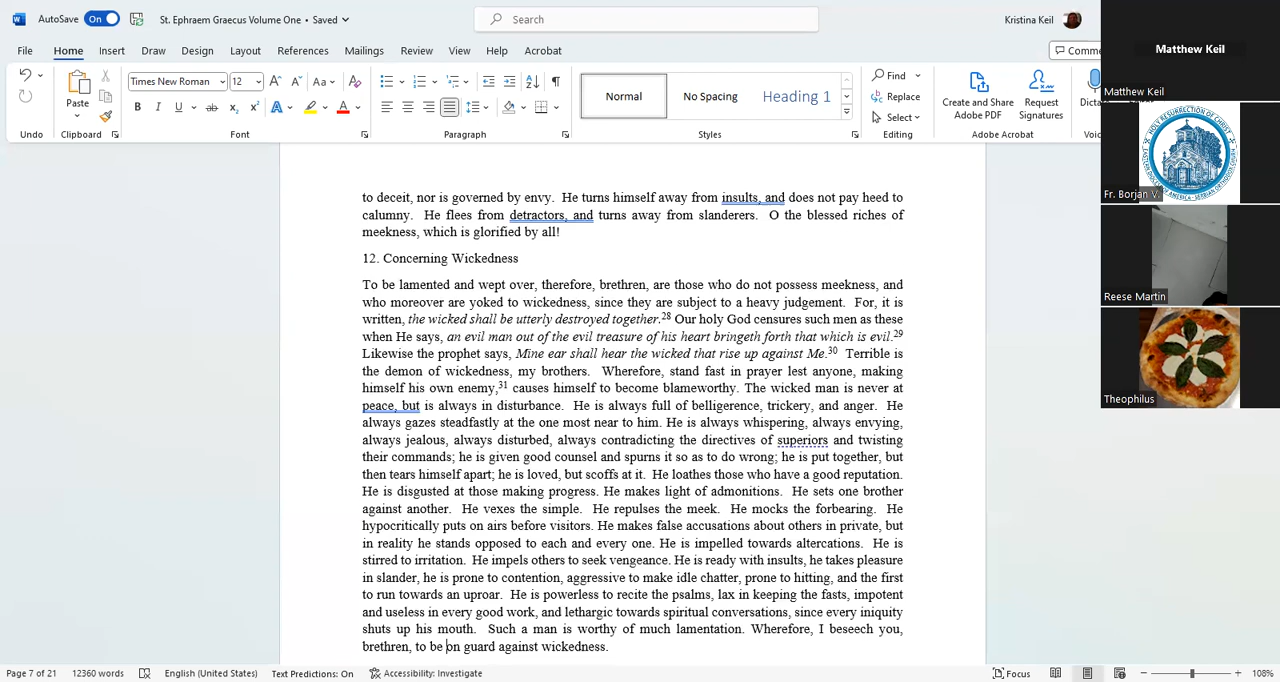 AutoSave On St. Ephraem Graecus Volume One • Saved Search Kristina Keil
File Home Insert Draw Design Layout References Mailings Review View Help Acrobat Comme
Times New Roman 12 Aa
Paste
B I U ab x₂ x² A A
Normal No Spacing Heading 1
Find
Replace
Select
Create and Share Adobe PDF
Request Signatures
Dicta
Undo Clipboard Font Paragraph Styles Editing Adobe Acrobat Voic
to deceit, nor is governed by envy. He turns himself away from insults, and does not pay heed to
calumny. He flees from detractors, and turns away from slanderers. O the blessed riches of
meekness, which is glorified by all!
12. Concerning Wickedness
To be lamented and wept over, therefore, brethren, are those who do not possess meekness, and
who moreover are yoked to wickedness, since they are subject to a heavy judgement. For, it is
written, the wicked shall be utterly destroyed together.28 Our holy God censures such men as these
when He says, an evil man out of the evil treasure of his heart bringeth forth that which is evil.29
Likewise the prophet says, Mine ear shall hear the wicked that rise up against Me.30 Terrible is
the demon of wickedness, my brothers. Wherefore, stand fast in prayer lest anyone, making
himself his own enemy,31 causes himself to become blameworthy. The wicked man is never at
peace, but is always in disturbance. He is always full of belligerence, trickery, and anger. He
always gazes steadfastly at the one most near to him. He is always whispering, always envying,
always jealous, always disturbed, always contradicting the directives of superiors and twisting
their commands; he is given good counsel and spurns it so as to do wrong; he is put together, but
then tears himself apart; he is loved, but scoffs at it. He loathes those who have a good reputation.
He is disgusted at those making progress. He makes light of admonitions. He sets one brother
against another. He vexes the simple. He repulses the meek. He mocks the forbearing. He
hypocritically puts on airs before visitors. He makes false accusations about others in private, but
in reality he stands opposed to each and every one. He is impelled towards altercations. He is
stirred to irritation. He impels others to seek vengeance. He is ready with insults, he takes pleasure
in slander, he is prone to contention, aggressive to make idle chatter, prone to hitting, and the first
to run towards an uproar. He is powerless to recite the psalms, lax in keeping the fasts, impotent
and useless in every good work, and lethargic towards spiritual conversations, since every iniquity
shuts up his mouth. Such a man is worthy of much lamentation. Wherefore, I beseech you,
brethren, to be on guard against wickedness.
Page 7 of 21 12360 words English (United States) Text Predictions: On Accessibility: Investigate Focus 108%
Matthew Keil
Matthew Keil
HOLY RESURRECTION OF CHRIST
EASTERN DIOCESE OF AMERICA - SERBIAN ORTHODOX CHURCH
Fr. Borjan V.
Reese Martin
Theophilus